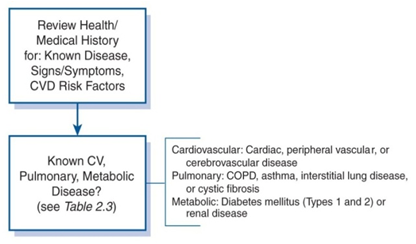 Review Health/
Medical History
for: Known Disease,
Signs/Symptoms,
CVD Risk Factors
Known CV,
Pulmonary, Metabolic
Disease?
(see Table 2.3)
Cardiovascular: Cardiac, peripheral vascular, or
cerebrovascular disease
Pulmonary: COPD, asthma, interstitial lung disease,
or cystic fibrosis
Metabolic: Diabetes mellitus (Types 1 and 2) or
renal disease